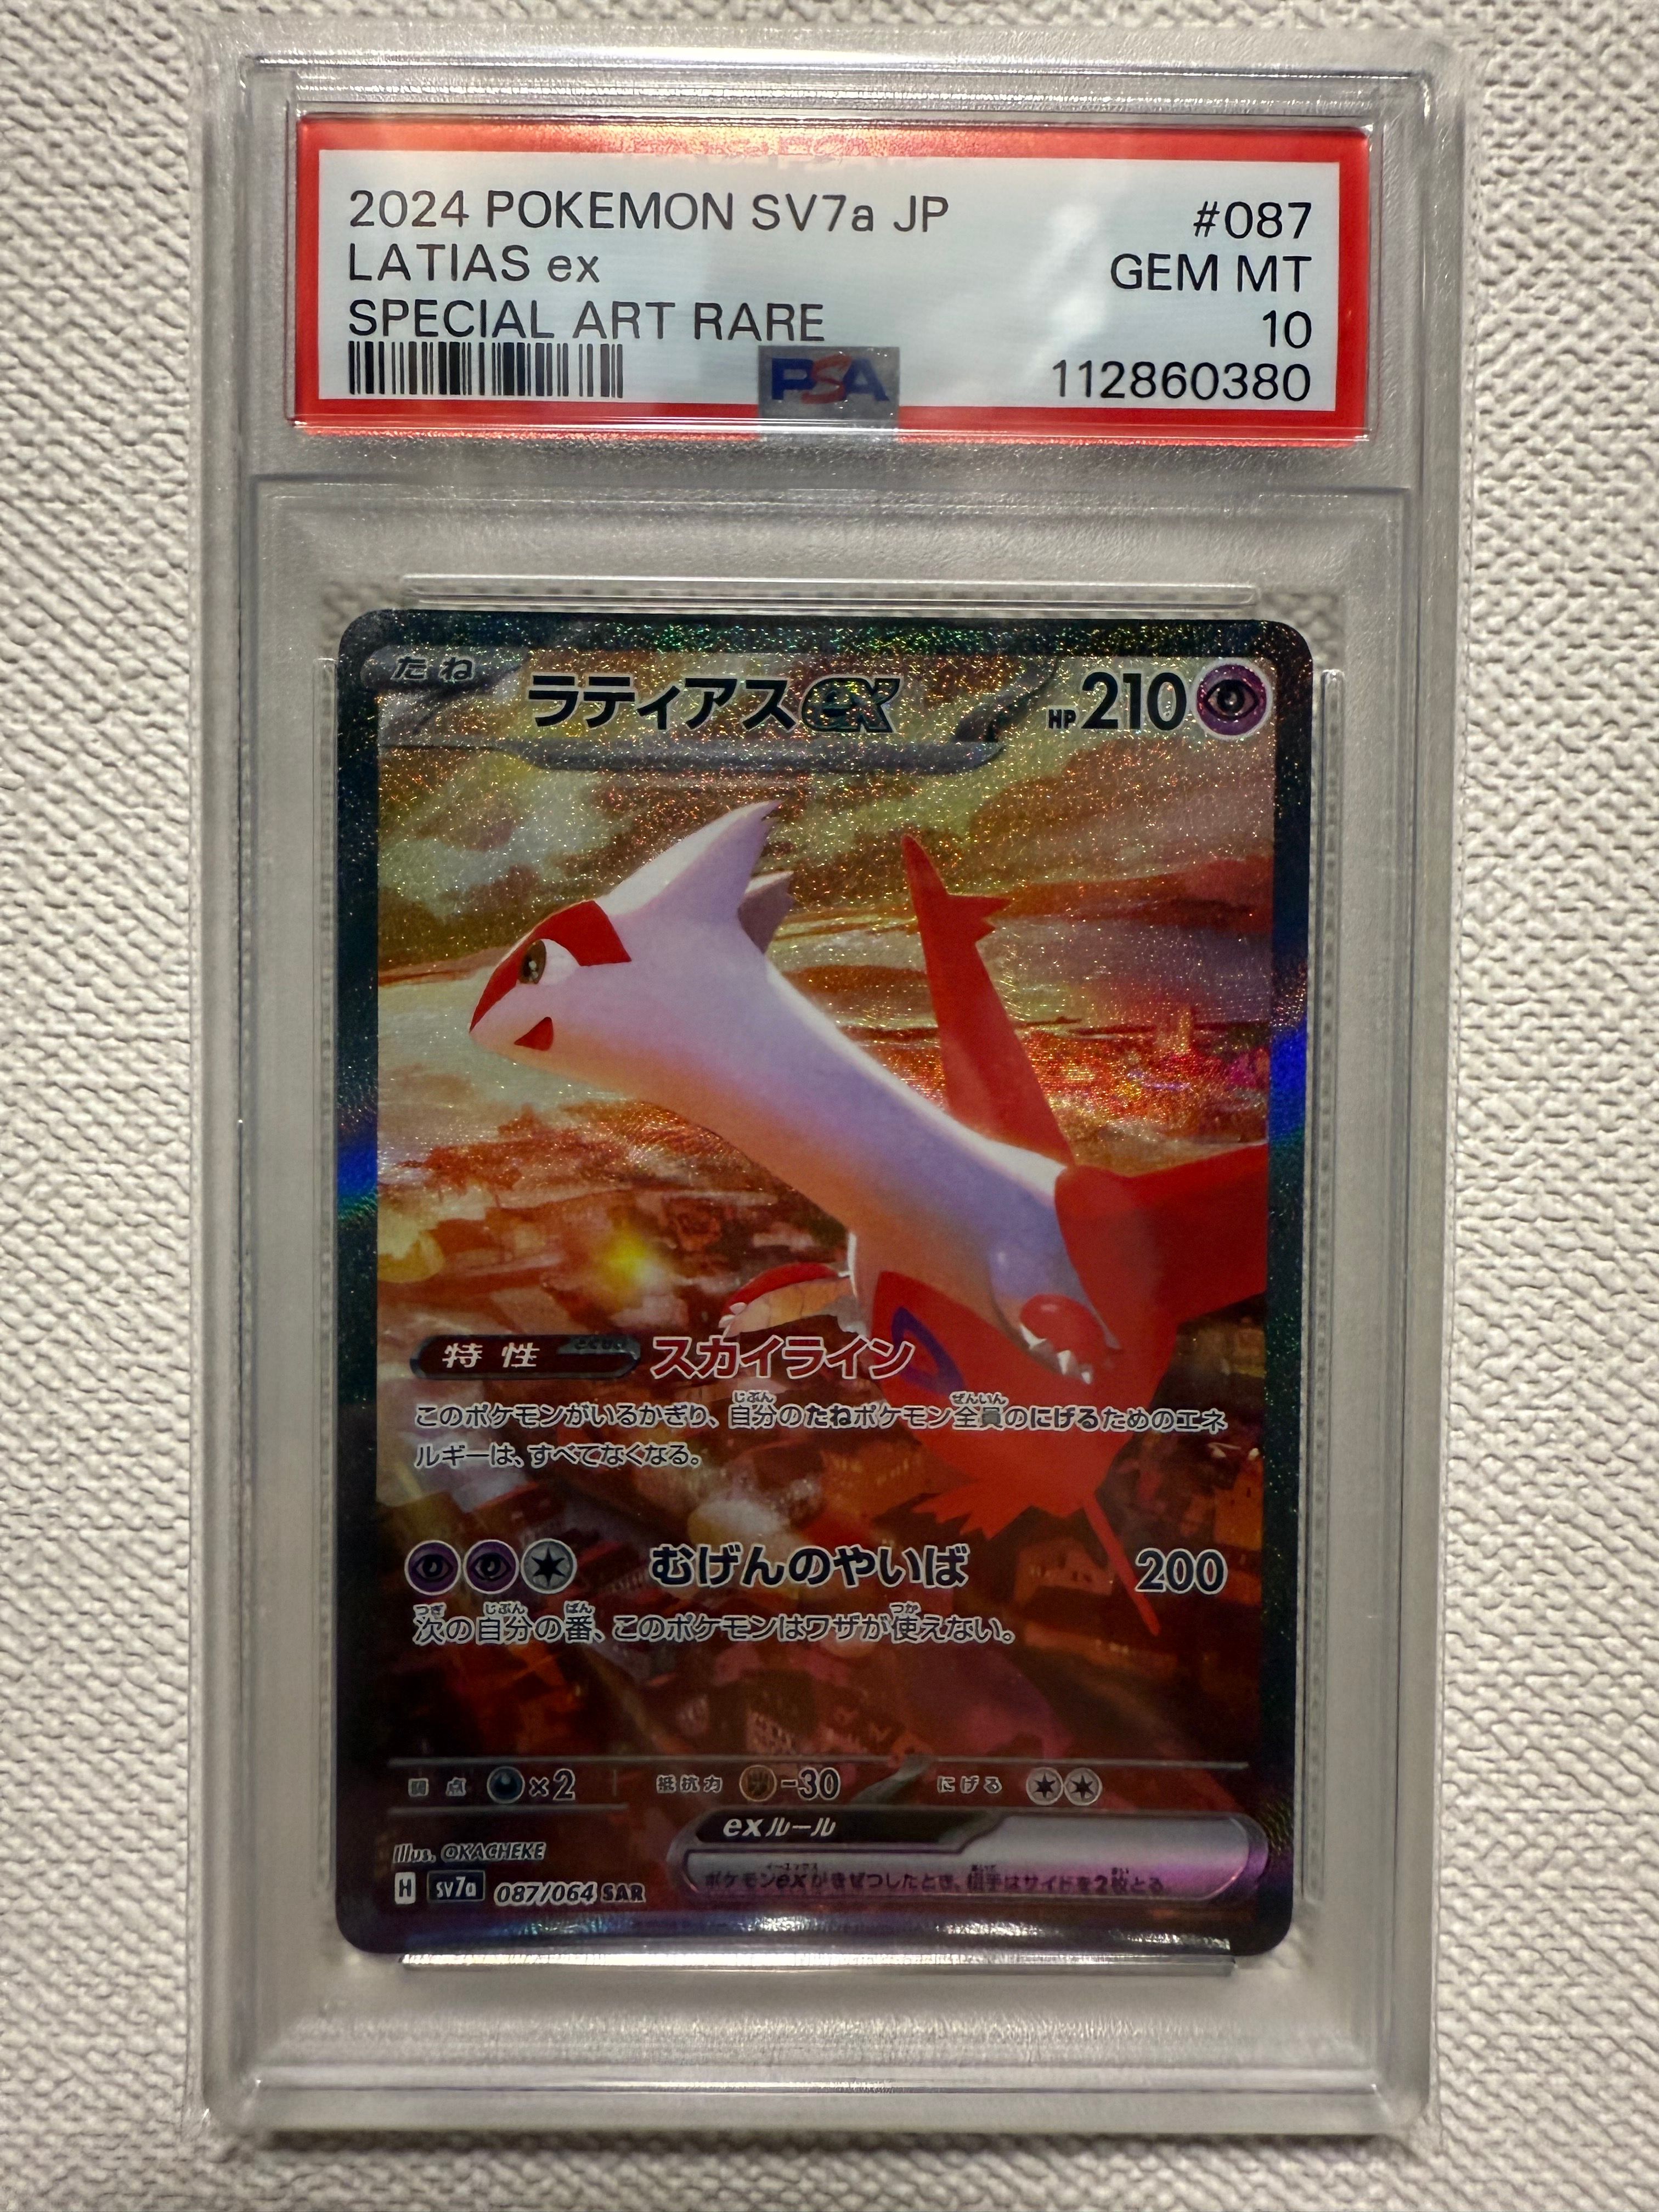 2024 POKEMON SV7a JP #087
LATIAS ex GEM MT
SPECIAL ART RARE 10
PSA 112860380
たね ラティアスex HP210
特性 スカイライン
このポケモンがいるかぎり、自分のたねポケモン全員のにげるためのエネ
ルギーは、すべてなくなる。
むげんのやいば 200
次の自分の番、このポケモンはワザが使えない。
弱点 ×2 抵抗力 -30 にげる
exルール
ポケモンexがきぜつしたとき、相手はサイドを2枚とる。
Illus. OKACHEKE
H sv7a 087/064 SAR